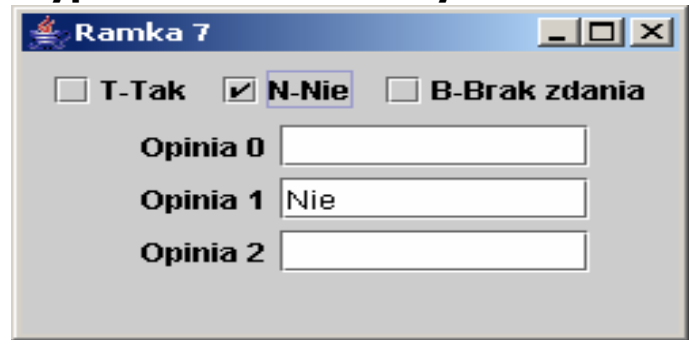 Ramka 7
T-Tak N-Nie B-Brak zdania
Opinia 0
Opinia 1 Nie
Opinia 2